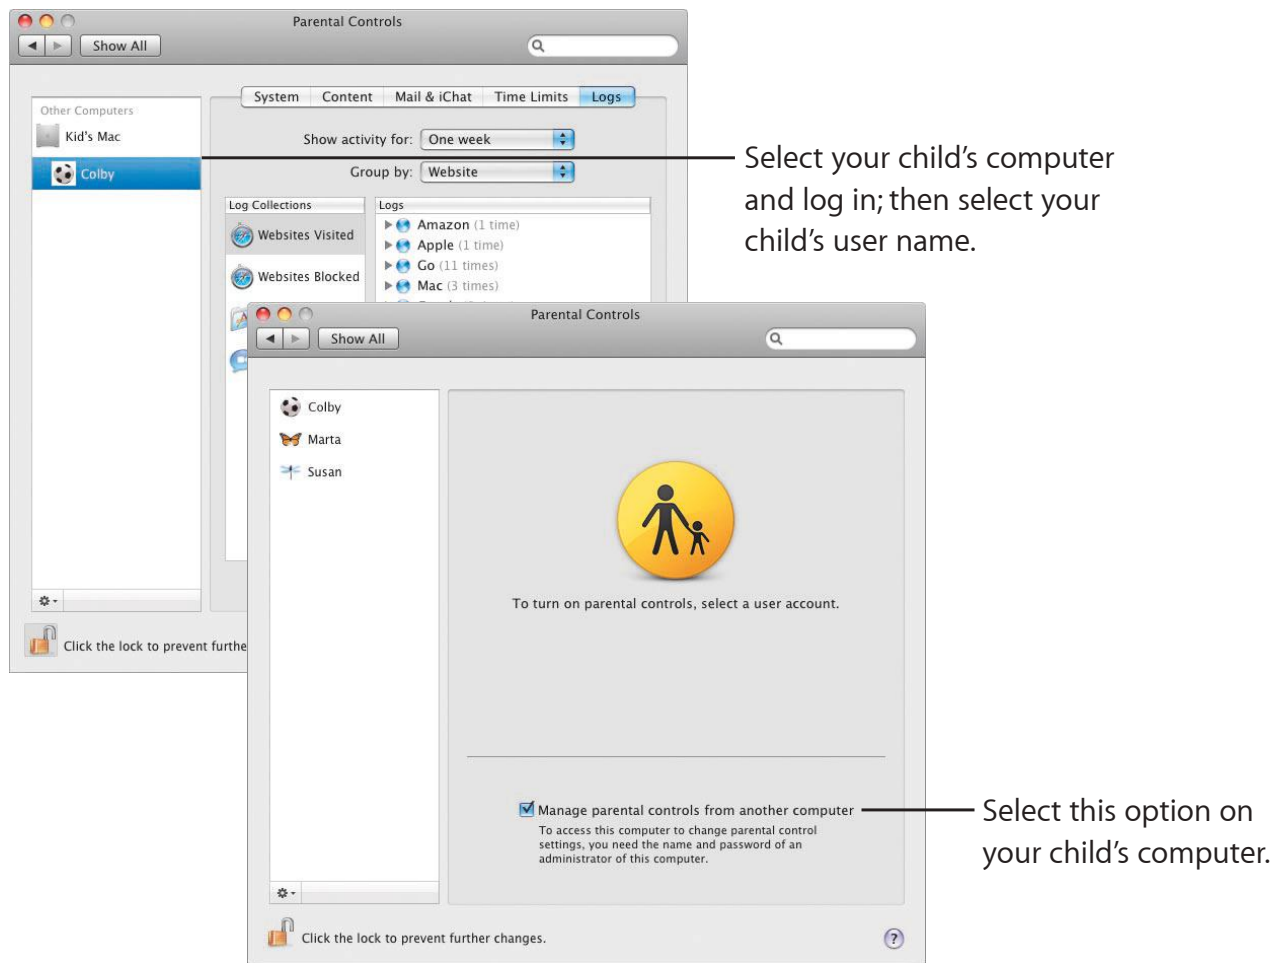 Parental Controls
Show All
Other Computers
Kid's Mac
Colby
System Content Mail & iChat Time Limits Logs
Show activity for: One week
Group by: Website
Log Collections
Websites Visited
Websites Blocked
Logs
Amazon (1 time)
Apple (1 time)
Go (11 times)
Mac (3 times)
Click the lock to prevent furthe
Select your child’s computer
and log in; then select your
child’s user name.
Parental Controls
Show All
Colby
Marta
Susan
To turn on parental controls, select a user account.
Manage parental controls from another computer
To access this computer to change parental control
settings, you need the name and password of an
administrator of this computer.
Click the lock to prevent further changes.
?
Select this option on
your child’s computer.